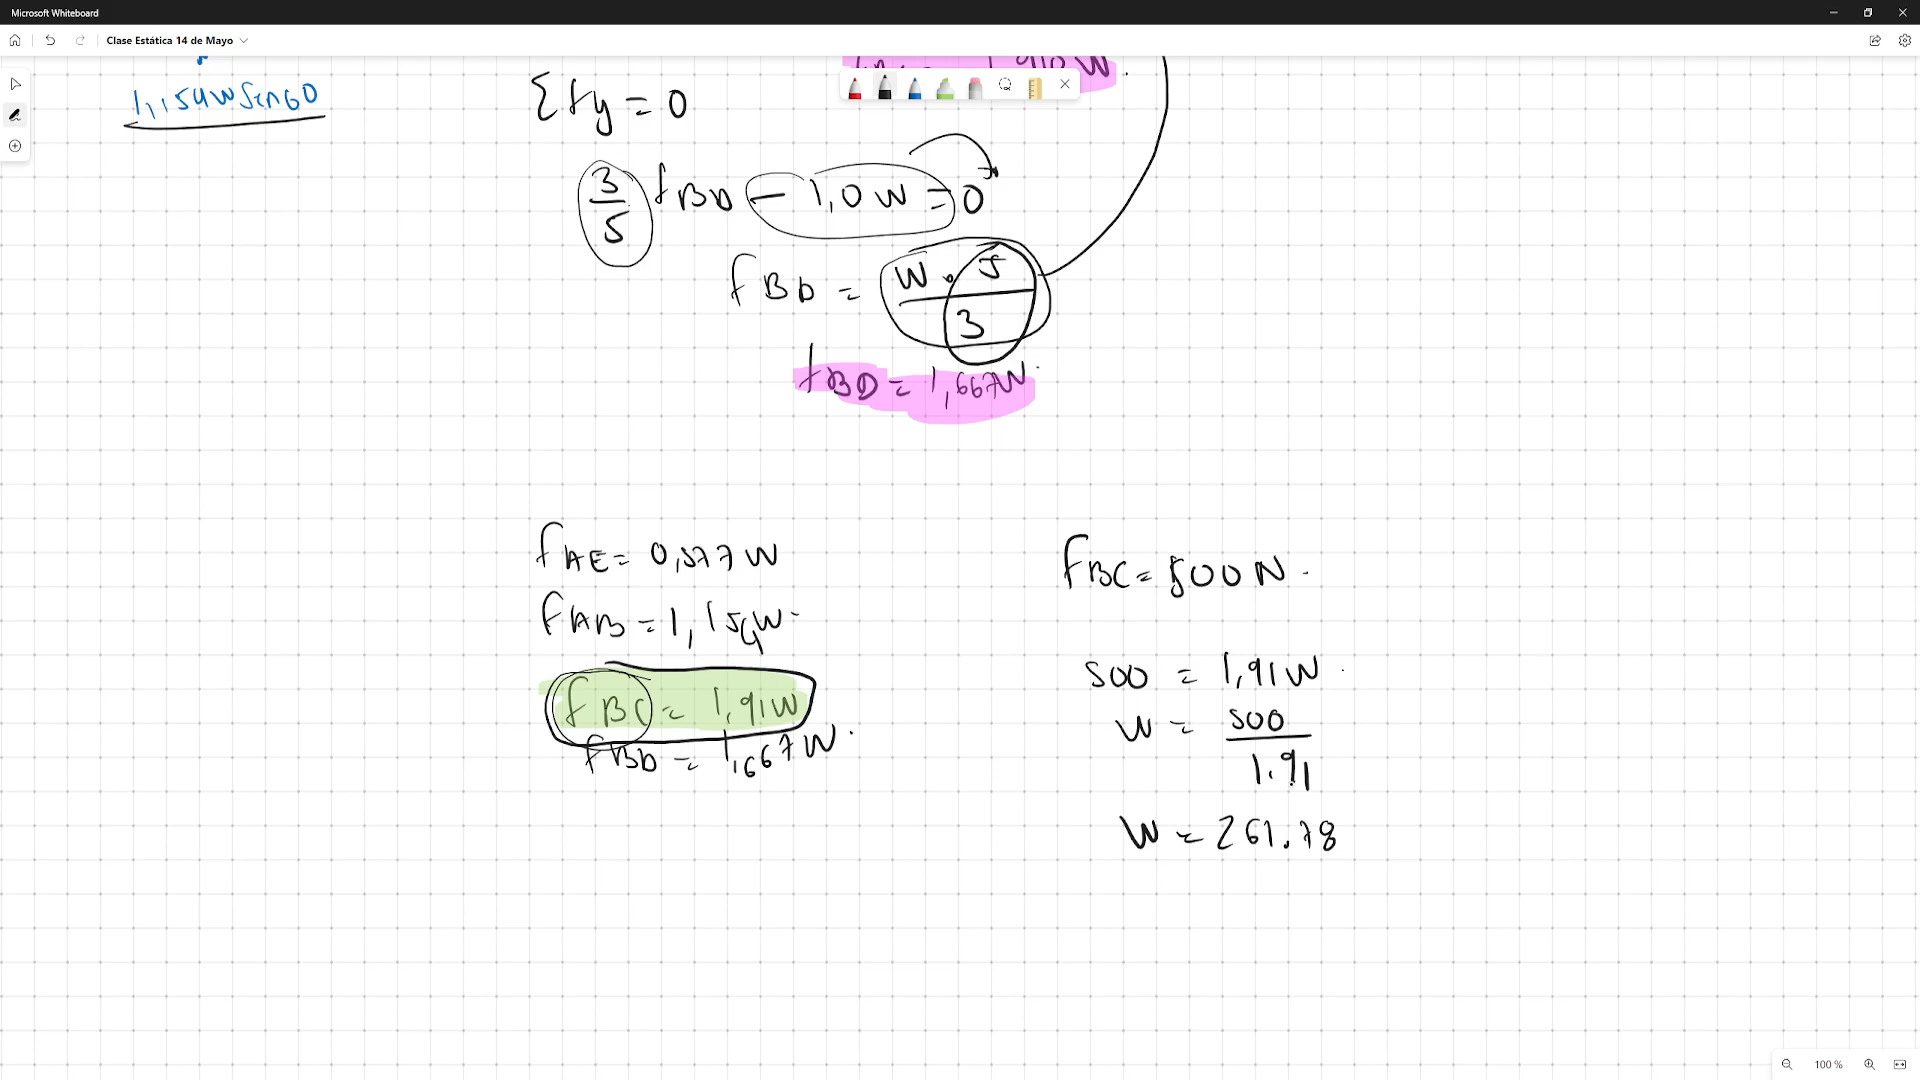 Microsoft Whiteboard
Clase Estática 14 de Mayo
1,154WSen60
Σfy = 0
3/5 fBD - 1,0W = 0
fBD = W.5/3
fBD = 1,667W
fAE = 0,577W
fAB = 1,154W
fBC = 1,91W
fBD = 1,667W.
fBC = 500N.
500 = 1,91W.
W = 500/1.91
W = 261.78
100 %